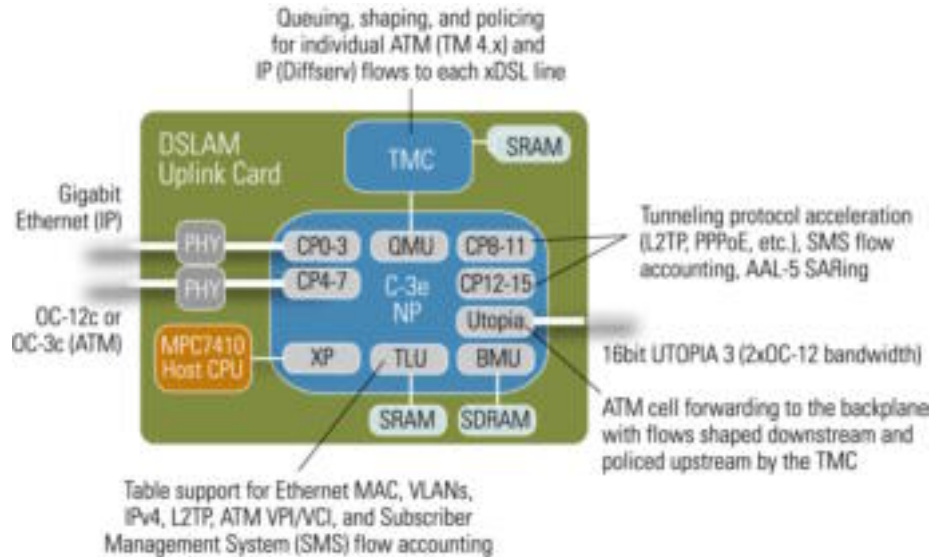 Queuing, shaping, and policing
for individual ATM (TM 4.x) and
IP (Diffserv) flows to each xDSL line
DSLAM
Uplink Card
TMC
SRAM
Gigabit
Ethernet (IP)
PHY
CP0-3
QMU
CP8-11
Tunneling protocol acceleration
(L2TP, PPPoE, etc.), SMS flow
accounting, AAL-5 SARing
PHY
CP4-7
C-3e
NP
CP12-15
OC-12c or
OC-3c (ATM)
Utopia
16bit UTOPIA 3 (2xOC-12 bandwidth)
MPC7410
Host CPU
XP
TLU
BMU
SRAM
SDRAM
ATM cell forwarding to the backplane
with flows shaped downstream and
policed upstream by the TMC
Table support for Ethernet MAC, VLANs,
IPv4, L2TP, ATM VPI/VCI, and Subscriber
Management System (SMS) flow accounting